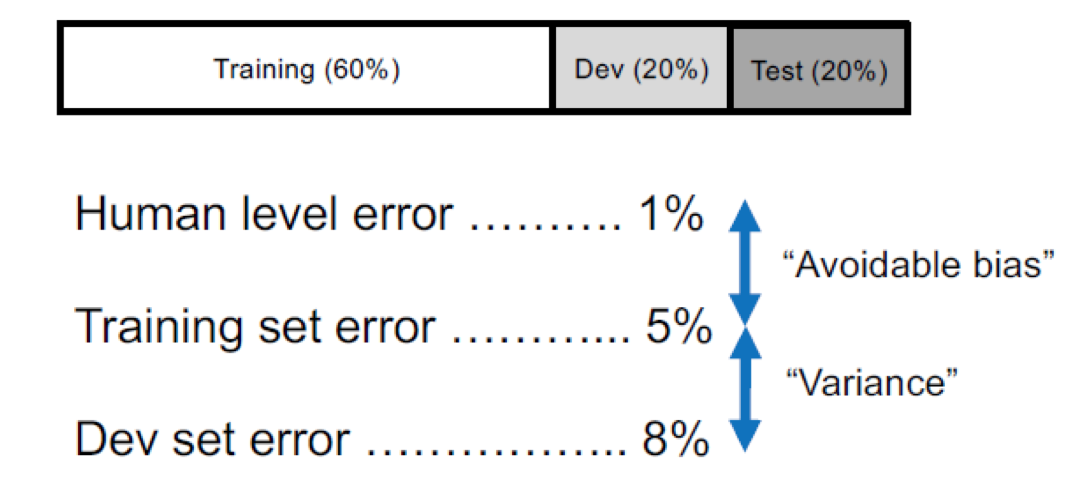 Training (60%) Dev (20%) Test (20%)
Human level error ………. 1%
“Avoidable bias”
Training set error ………... 5%
“Variance”
Dev set error …………….. 8%